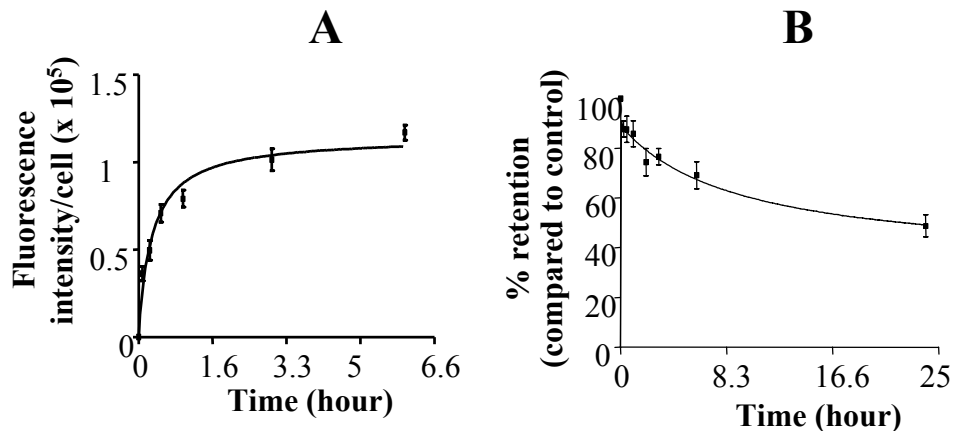 A
Fluorescence
intensity/cell (x 10⁵)
1.5
1
0.5
0
0 1.6 3.3 5 6.6
Time (hour)
B
% retention
(compared to control)
100
80
60
40
20
0
0 8.3 16.6 25
Time (hour)